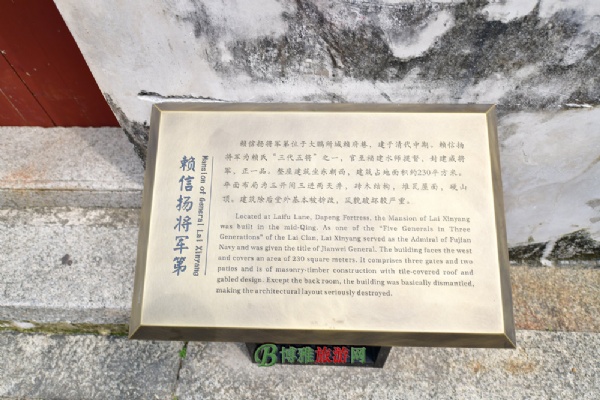 赖信扬将军第
Mansion of General Lai Xinyang
赖信扬将军第位于大鹏所城赖府巷,建于清代中期。赖信扬
将军为赖氏“三代五将”之一,官至福建水师提督,封建威将
军,正一品。整座建筑坐东朝西,建筑占地面积约230平方米。
平面布局为三开间三进两天井,砖木结构,堆瓦屋面,硪山
顶。建筑除后堂外基本被拆改,风貌被破毁严重。
Located at Laifu Lane, Dapeng Fortress, the Mansion of Lai Xinyang
was built in the mid-Qing. As one of the "Five Generals in Three
Generations" of the Lai Clan, Lai Xinyang served as the Admiral of Fujian
Navy and was given the title of Jianwei General. The building faces the west
and covers an area of 230 square meters. It comprises three gates and two
patios and is of masonry-timber construction with tile-covered roof and
gabled design. Except the back room, the building was basically dismantled,
making the architectural layout seriously destroyed.
博雅旅游网